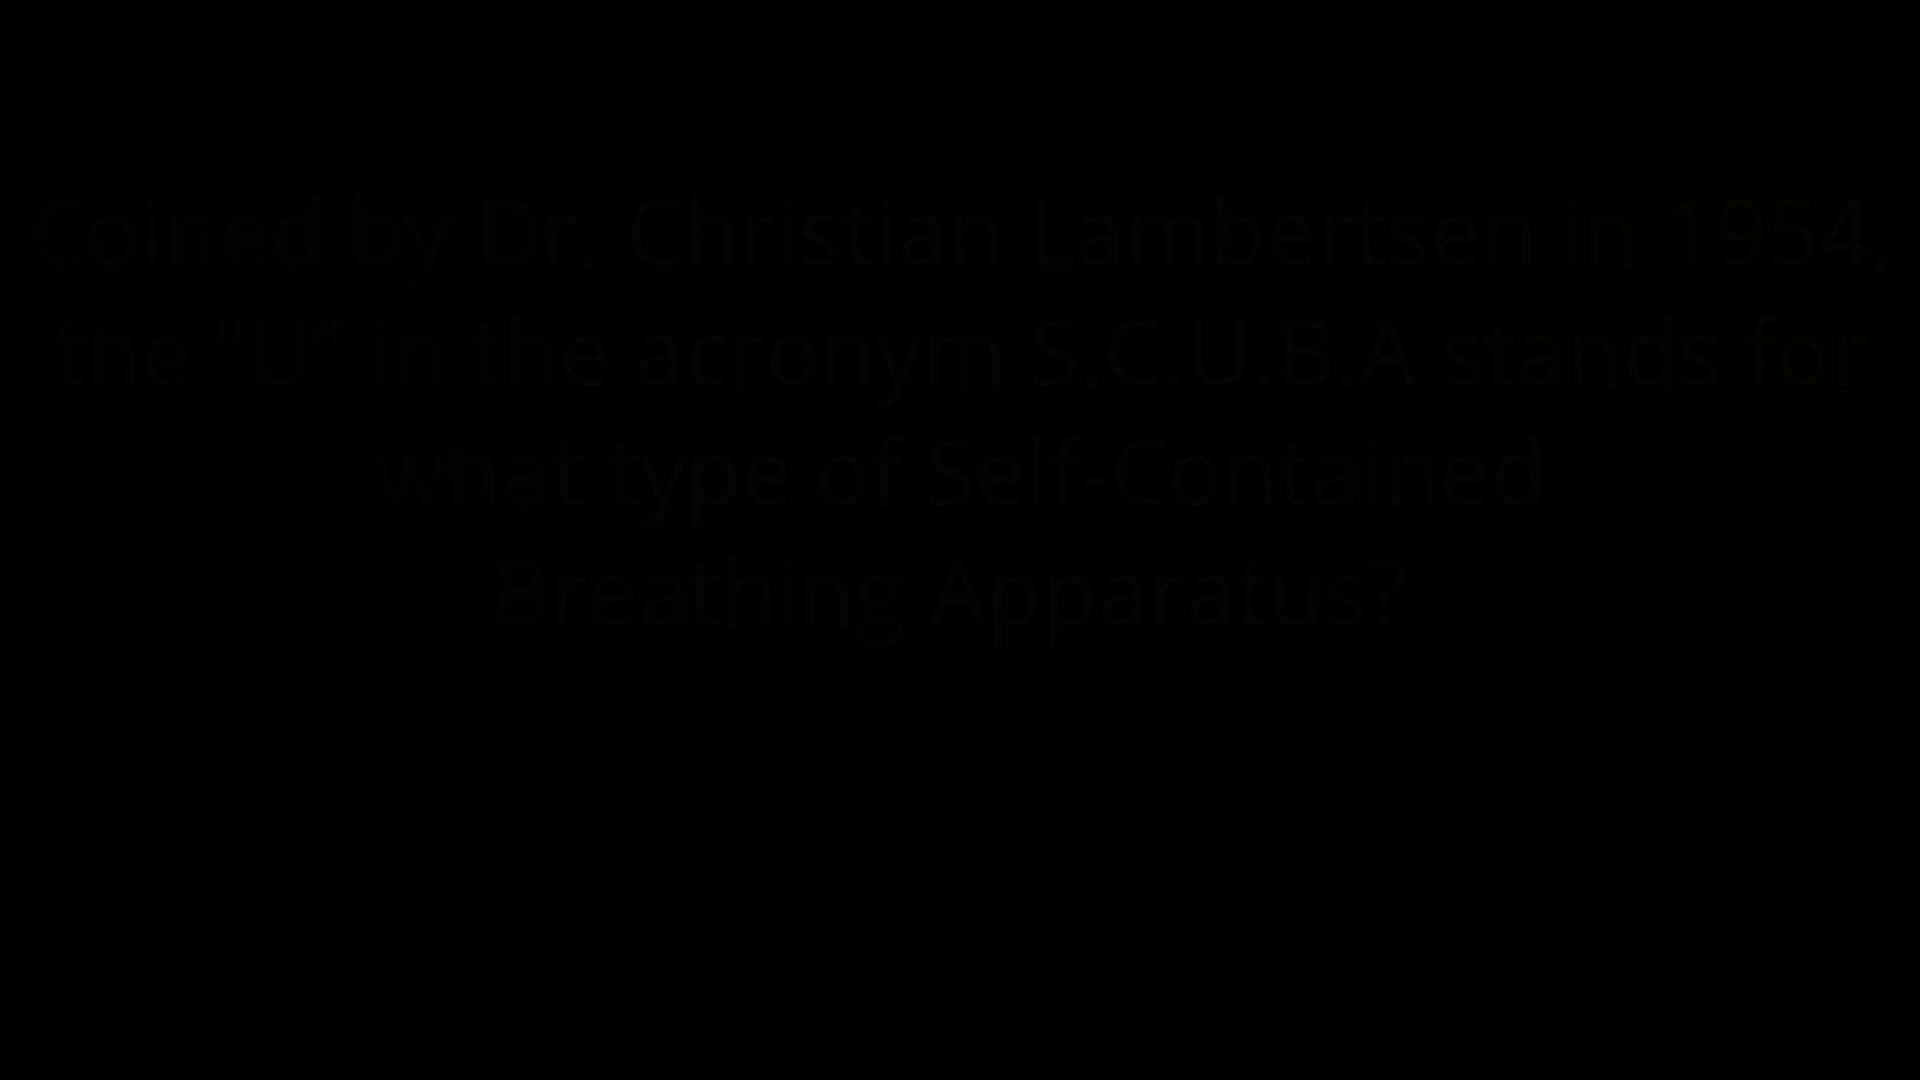 Coined by Dr. Christian Lambertsen in 1954,
the “U” in the acronym S.C.U.B.A stands for
what type of Self-Contained
Breathing Apparatus?